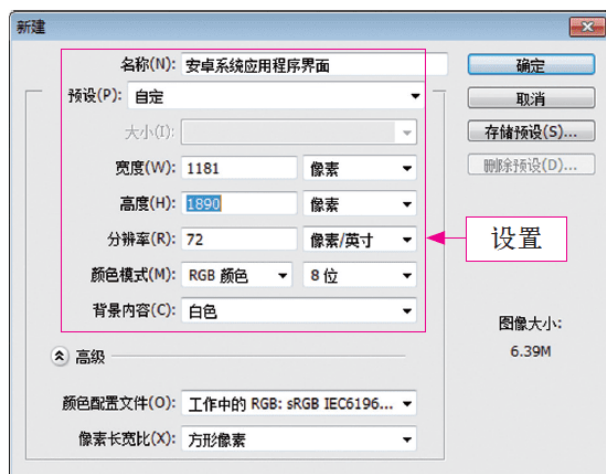 新建
名称(N): 安卓系统应用程序界面 确定
预设(P): 自定 取消
大小(I): 存储预设(S)...
宽度(W): 1181 像素 删除预设(D)...
高度(H): 1890 像素
分辨率(R): 72 像素/英寸 设置
颜色模式(M): RGB 颜色 8 位
背景内容(C): 白色
图像大小:
高级 6.39M
颜色配置文件(O): 工作中的 RGB: sRGB IEC6196...
像素长宽比(X): 方形像素